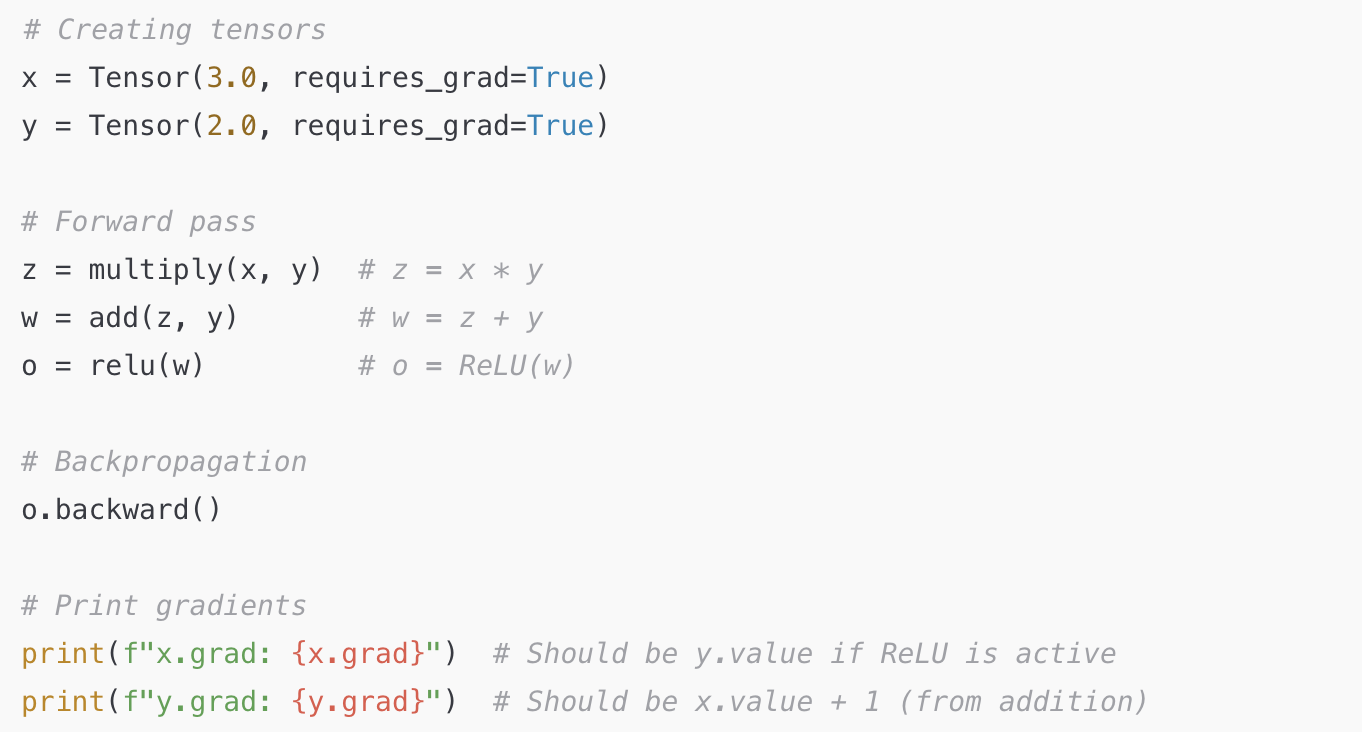 # Creating tensors
x = Tensor(3.0, requires_grad=True)
y = Tensor(2.0, requires_grad=True)
# Forward pass
z = multiply(x, y)  # z = x * y
w = add(z, y)       # w = z + y
o = relu(w)         # o = ReLU(w)
# Backpropagation
o.backward()
# Print gradients
print(f"x.grad: {x.grad}")  # Should be y.value if ReLU is active
print(f"y.grad: {y.grad}")  # Should be x.value + 1 (from addition)